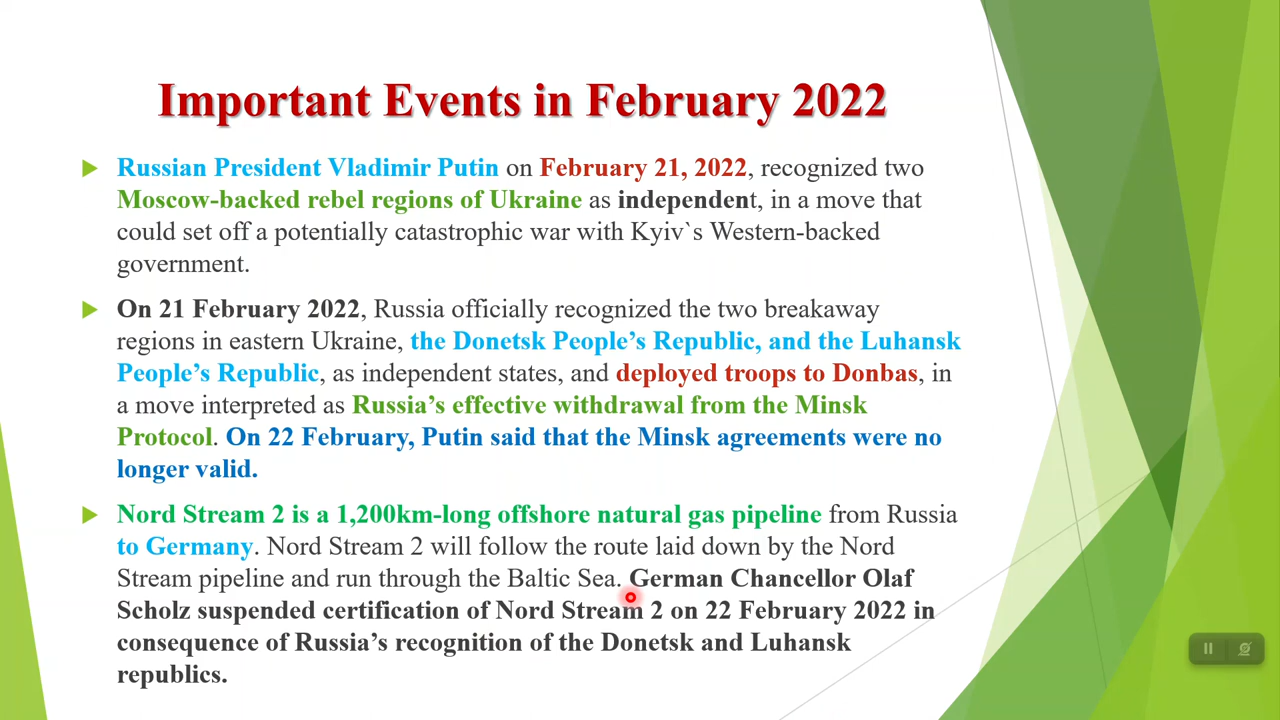 Important Events in February 2022
Russian President Vladimir Putin on February 21, 2022, recognized two
Moscow-backed rebel regions of Ukraine as independent, in a move that
could set off a potentially catastrophic war with Kyiv`s Western-backed
government.
On 21 February 2022, Russia officially recognized the two breakaway
regions in eastern Ukraine, the Donetsk People’s Republic, and the Luhansk
People’s Republic, as independent states, and deployed troops to Donbas, in
a move interpreted as Russia’s effective withdrawal from the Minsk
Protocol. On 22 February, Putin said that the Minsk agreements were no
longer valid.
Nord Stream 2 is a 1,200km-long offshore natural gas pipeline from Russia
to Germany. Nord Stream 2 will follow the route laid down by the Nord
Stream pipeline and run through the Baltic Sea. German Chancellor Olaf
Scholz suspended certification of Nord Stream 2 on 22 February 2022 in
consequence of Russia’s recognition of the Donetsk and Luhansk
republics.